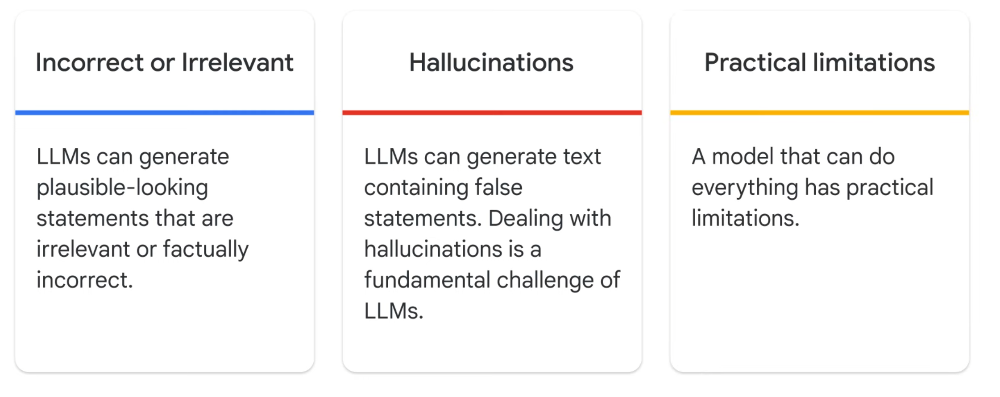 Incorrect or Irrelevant
LLMs can generate
plausible-looking
statements that are
irrelevant or factually
incorrect.
Hallucinations
LLMs can generate text
containing false
statements. Dealing with
hallucinations is a
fundamental challenge of
LLMs.
Practical limitations
A model that can do
everything has practical
limitations.